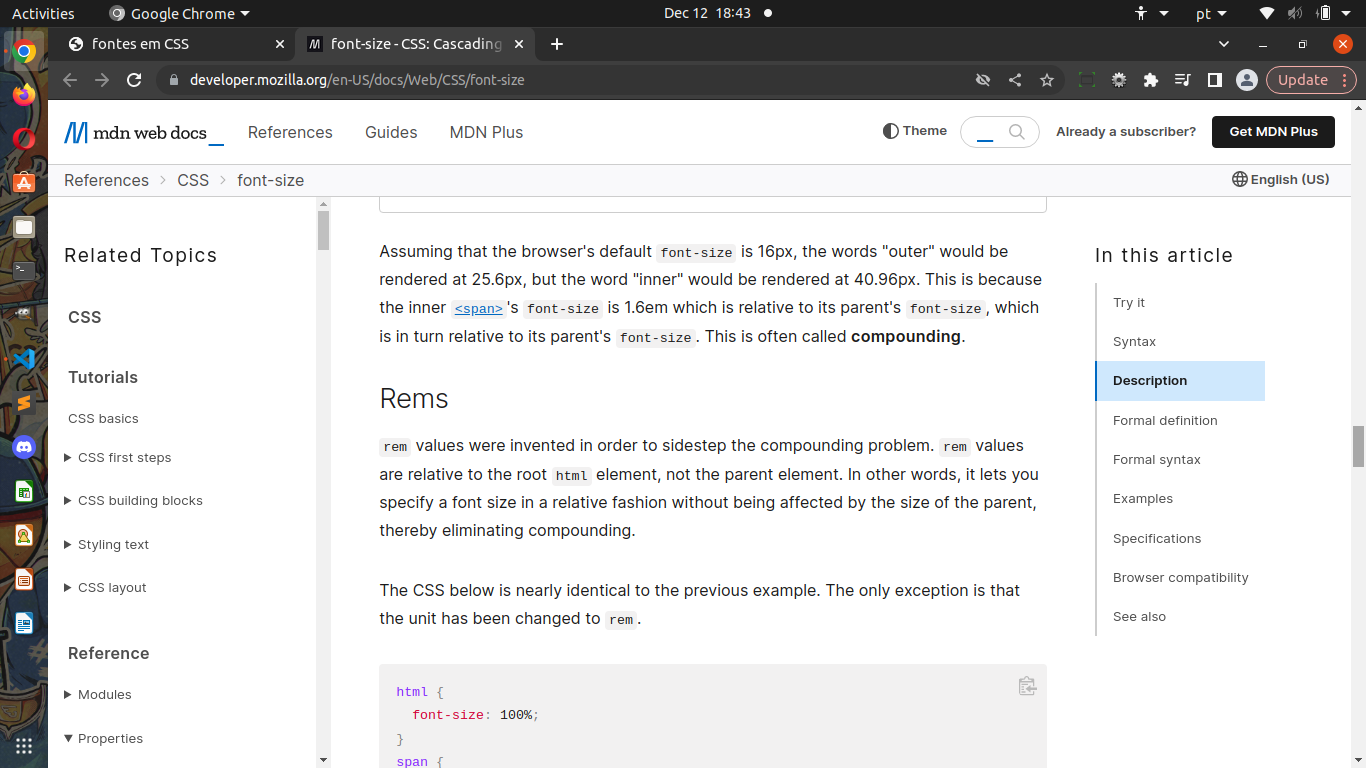 Activities
Google Chrome
Dec 12 18:43
pt
fontes em CSS
font-size - CSS: Cascading
developer.mozilla.org/en-US/docs/Web/CSS/font-size
Update
mdn web docs
References
Guides
MDN Plus
Theme
Already a subscriber?
Get MDN Plus
References
CSS
font-size
English (US)
Related Topics
CSS
Tutorials
CSS basics
CSS first steps
CSS building blocks
Styling text
CSS layout
Reference
Modules
Properties
Assuming that the browser's default font-size is 16px, the words "outer" would be
rendered at 25.6px, but the word "inner" would be rendered at 40.96px. This is because
the inner <span>'s font-size is 1.6em which is relative to its parent's font-size, which
is in turn relative to its parent's font-size. This is often called compounding.
Rems
rem values were invented in order to sidestep the compounding problem. rem values
are relative to the root html element, not the parent element. In other words, it lets you
specify a font size in a relative fashion without being affected by the size of the parent,
thereby eliminating compounding.
The CSS below is nearly identical to the previous example. The only exception is that
the unit has been changed to rem.
html {
font-size: 100%;
}
span {
In this article
Try it
Syntax
Description
Formal definition
Formal syntax
Examples
Specifications
Browser compatibility
See also